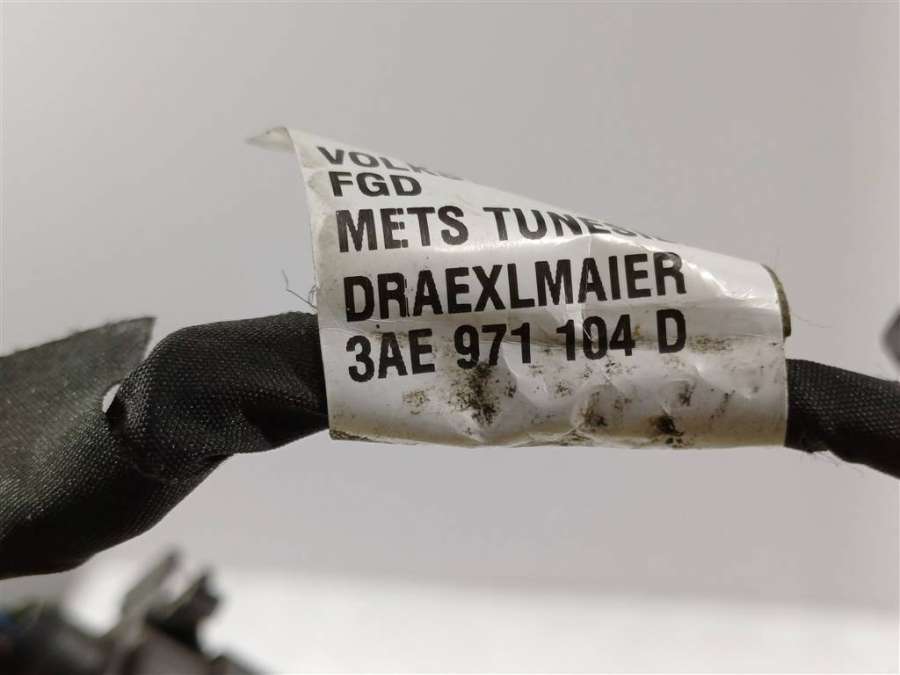 FGD
METS
DRAEXLMAIER
3AE 971 104 D